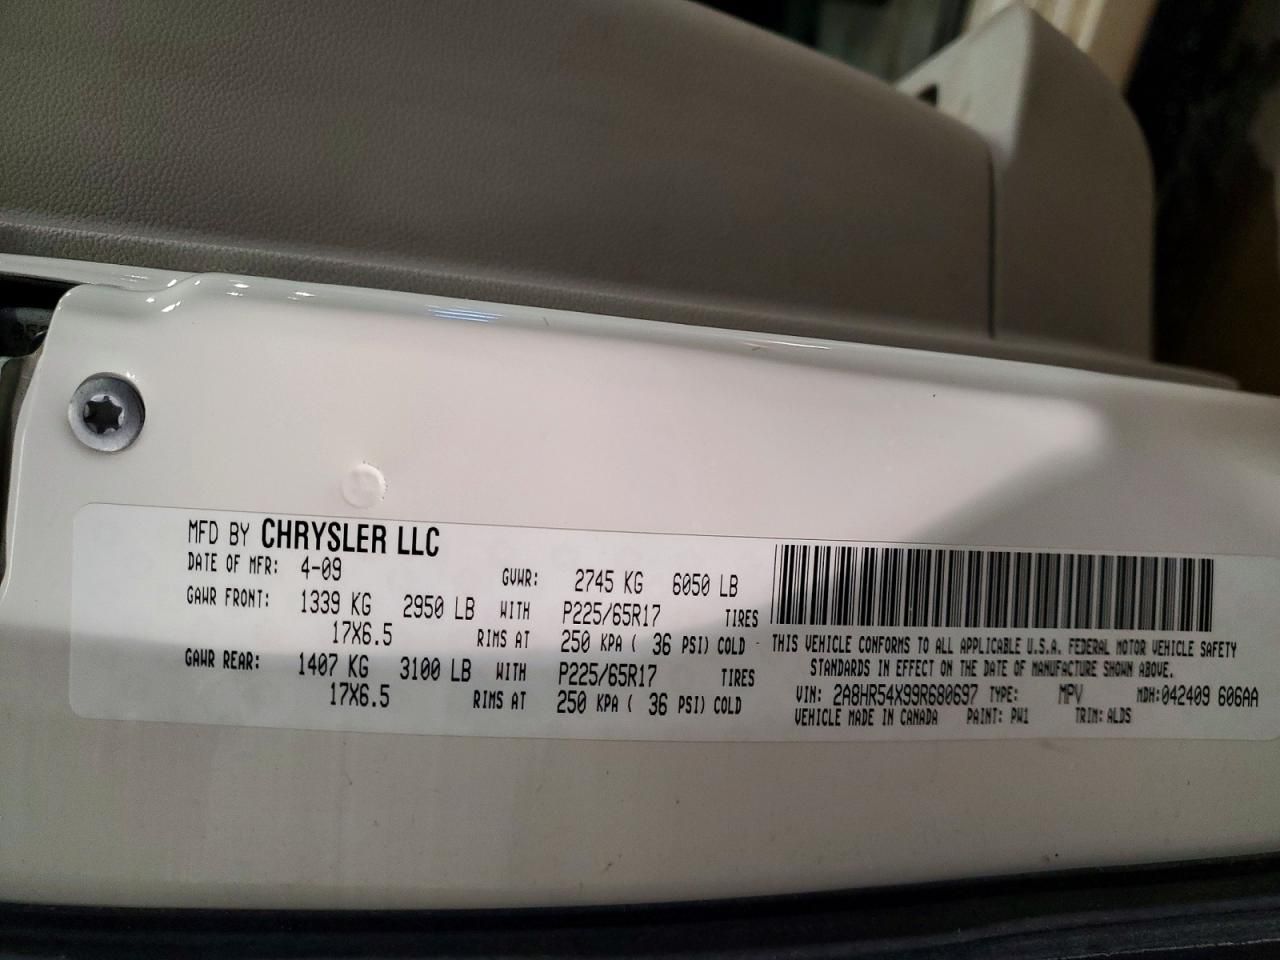 MFD BY CHRYSLER LLC
DATE OF MFR: 4-09 GVWR: 2745 KG 6050 LB
GAWR FRONT: 1339 KG 2950 LB WITH P225/65R17 TIRES
17X6.5 RIMS AT 250 KPA ( 36 PSI) COLD
GAWR REAR: 1407 KG 3100 LB WITH P225/65R17 TIRES
17X6.5 RIMS AT 250 KPA ( 36 PSI) COLD
THIS VEHICLE CONFORMS TO ALL APPLICABLE U.S.A. FEDERAL MOTOR VEHICLE SAFETY
STANDARDS IN EFFECT ON THE DATE OF MANUFACTURE SHOWN ABOVE.
VIN: 2A8HR54X99R680697 TYPE: MPV MDH:042409 606AA
VEHICLE MADE IN CANADA PAINT: PW1 TRIM: ALDS